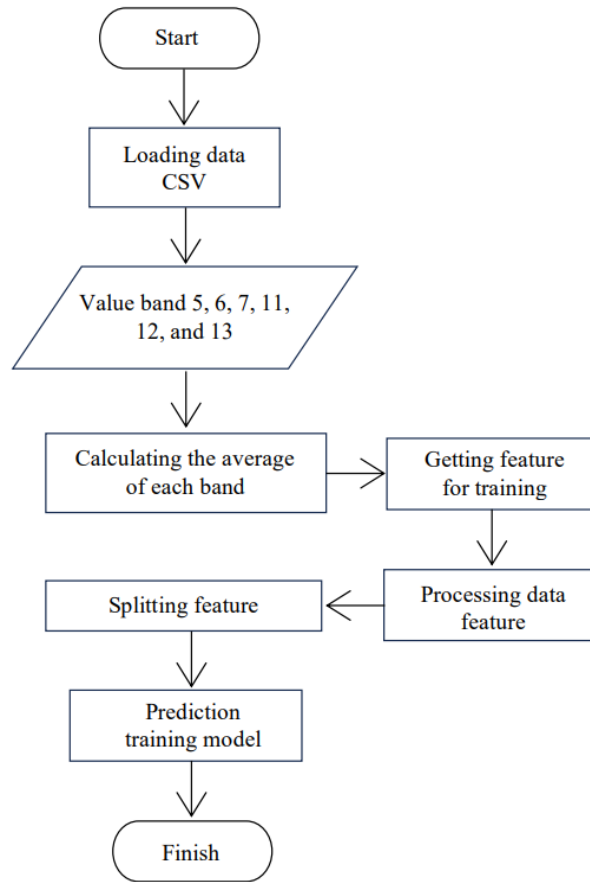 Start
Loading data
CSV
Value band 5, 6, 7, 11,
12, and 13
Calculating the average
of each band
Getting feature
for training
Processing data
feature
Splitting feature
Prediction
training model
Finish